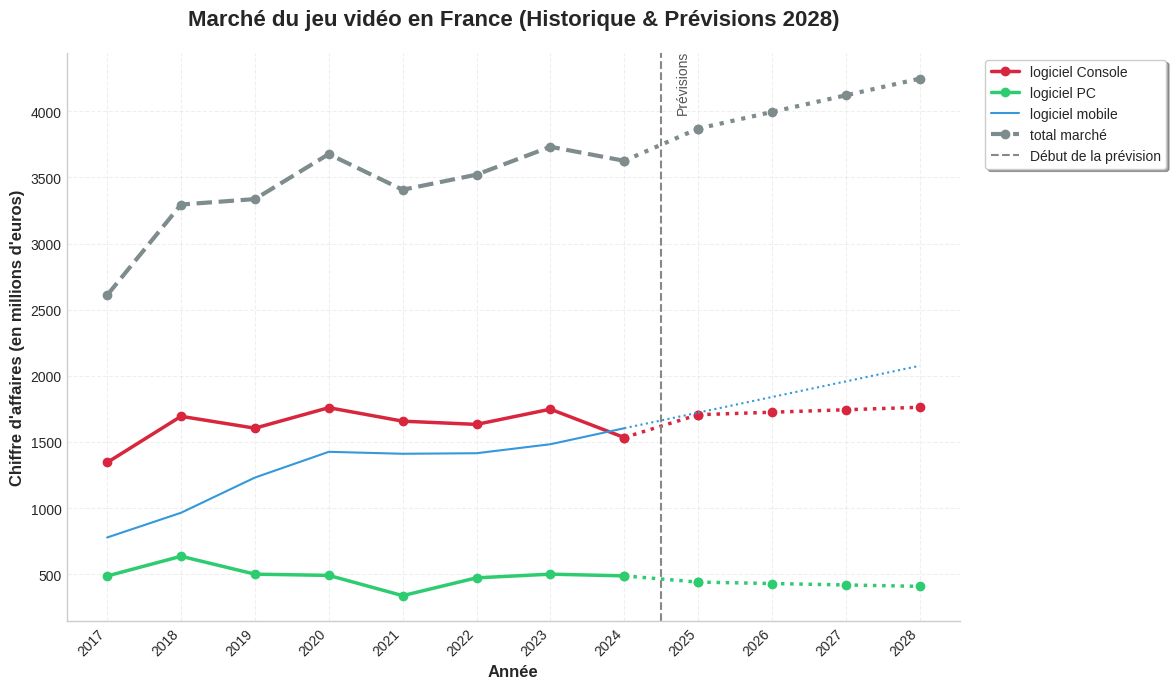 Marché du jeu vidéo en France (Historique & Prévisions 2028)
Prévisions
logiciel Console
logiciel PC
logiciel mobile
total marché
Début de la prévision
Chiffre d'affaires (en millions d'euros)
4000
3500
3000
2500
2000
1500
1000
500
2017
2018
2019
2020
2021
2022
2023
2024
2025
2026
2027
2028
Année